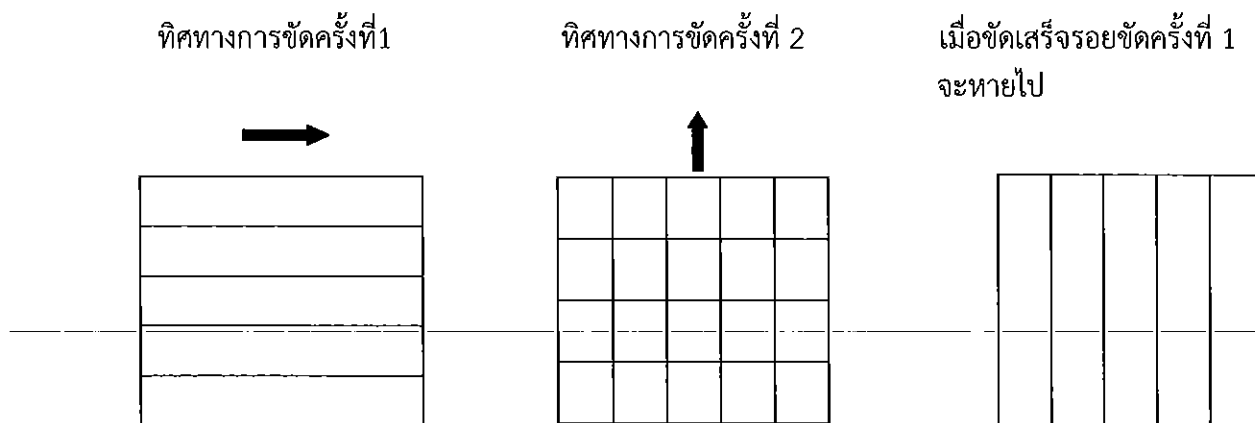 ทิศทางการขัดครั้งที่1
ทิศทางการขัดครั้งที่ 2
เมื่อขัดเสร็จรอยขัดครั้งที่ 1
จะหายไป